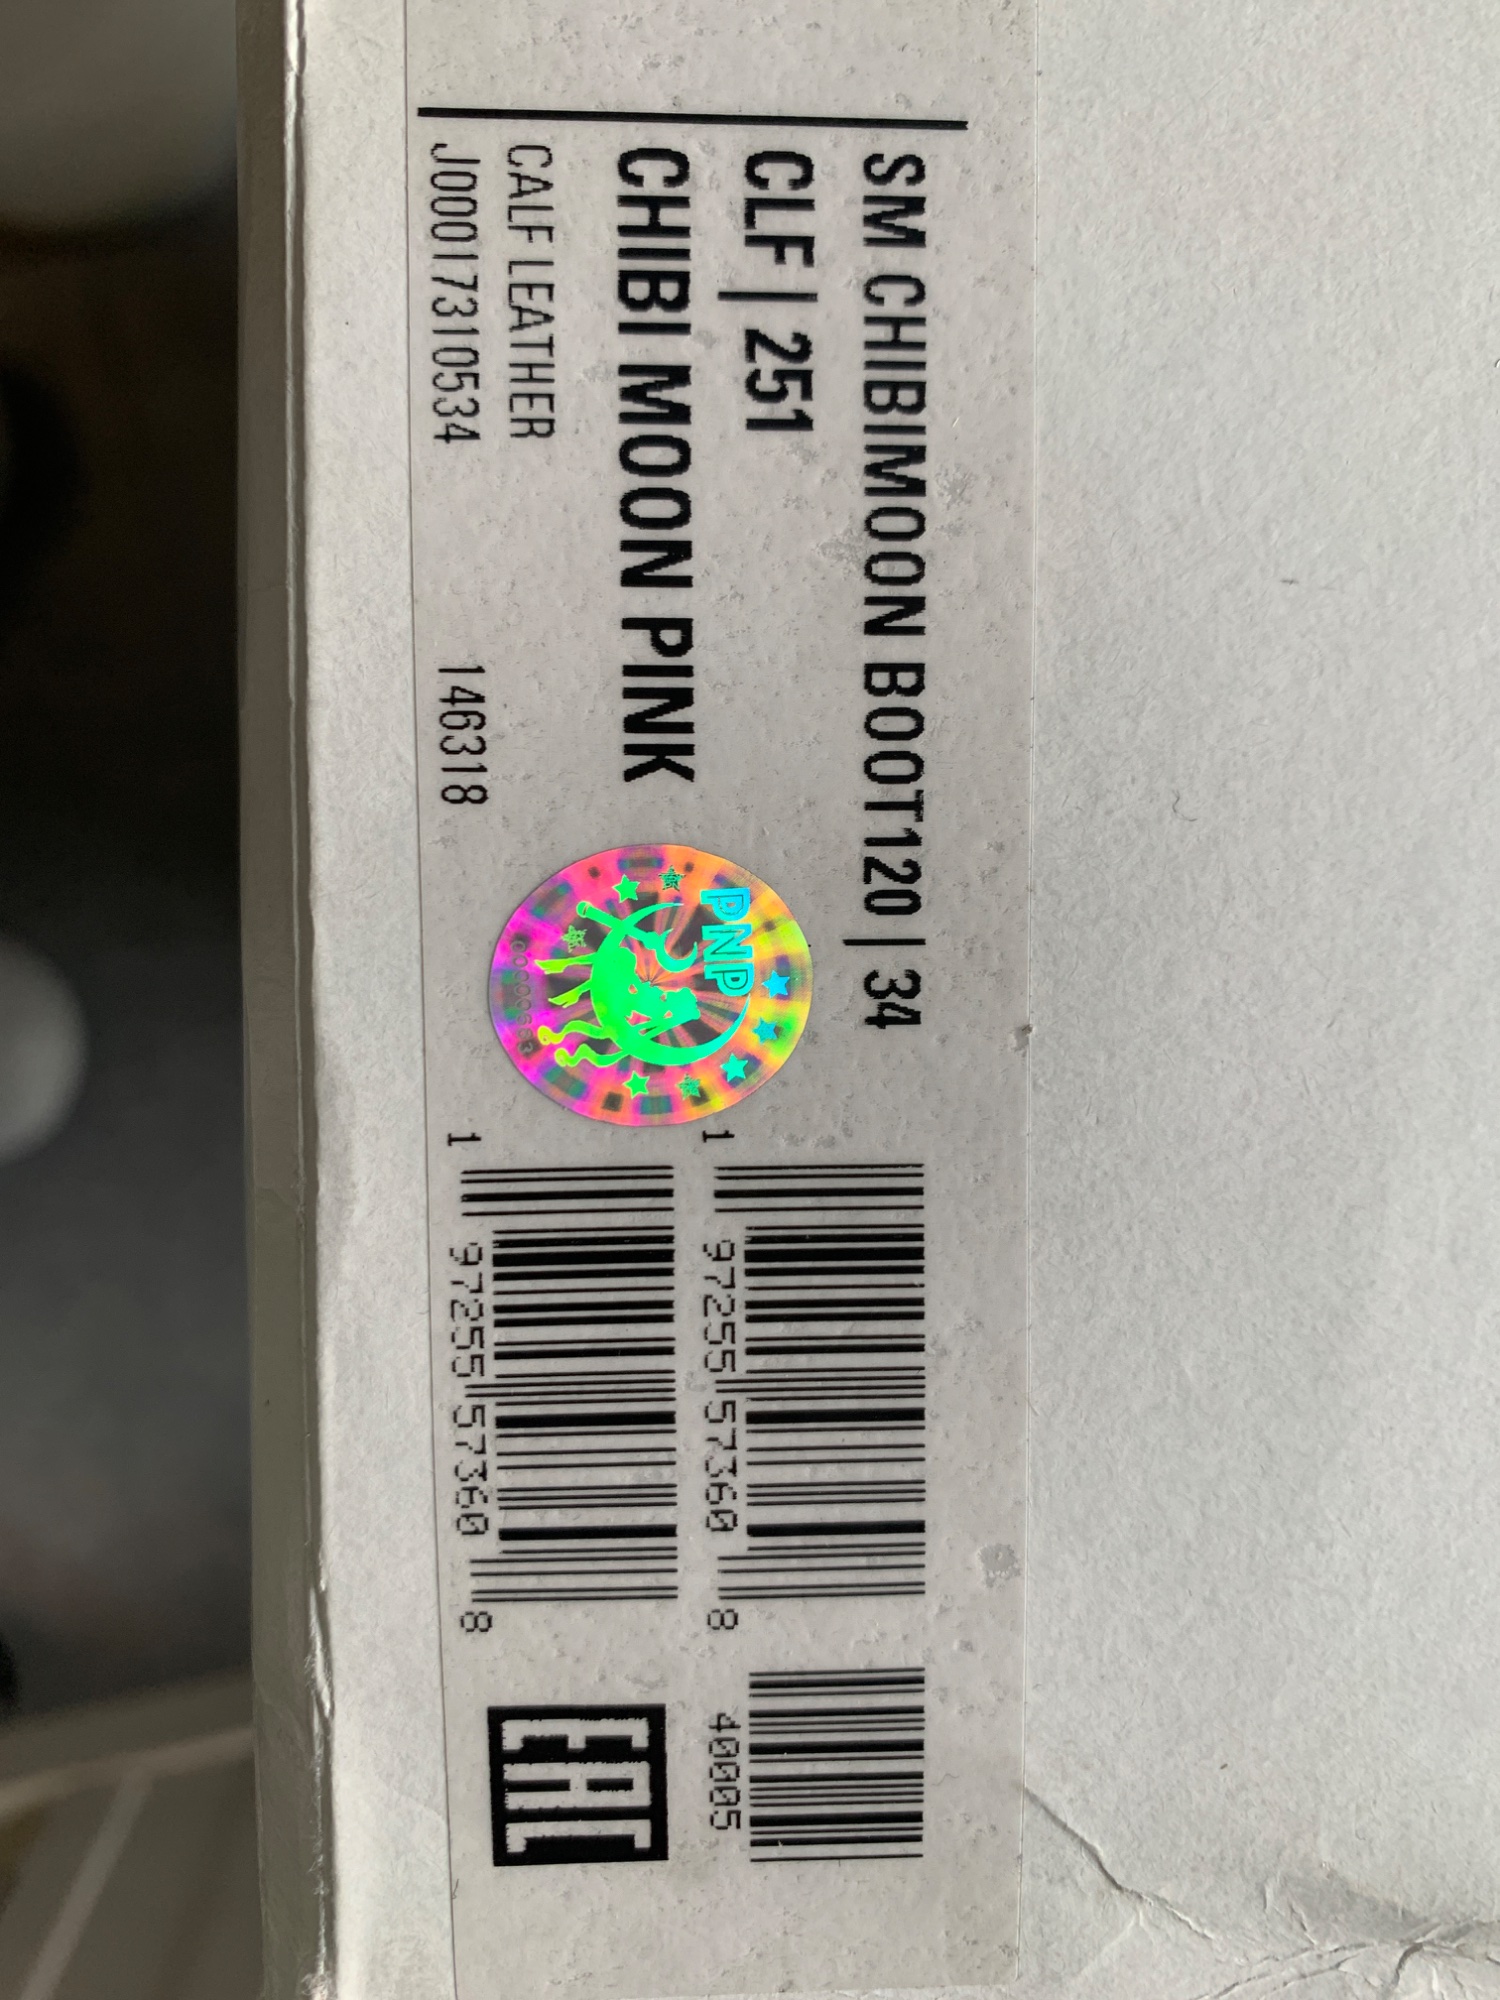 SM CHIBIMOON BOOT120 | 34
CLF | 251
CHIBI MOON PINK
CALF LEATHER
J00017310534 146318
PNP
1 97255 57360 8
40005
1 97255 57360 8
EAC